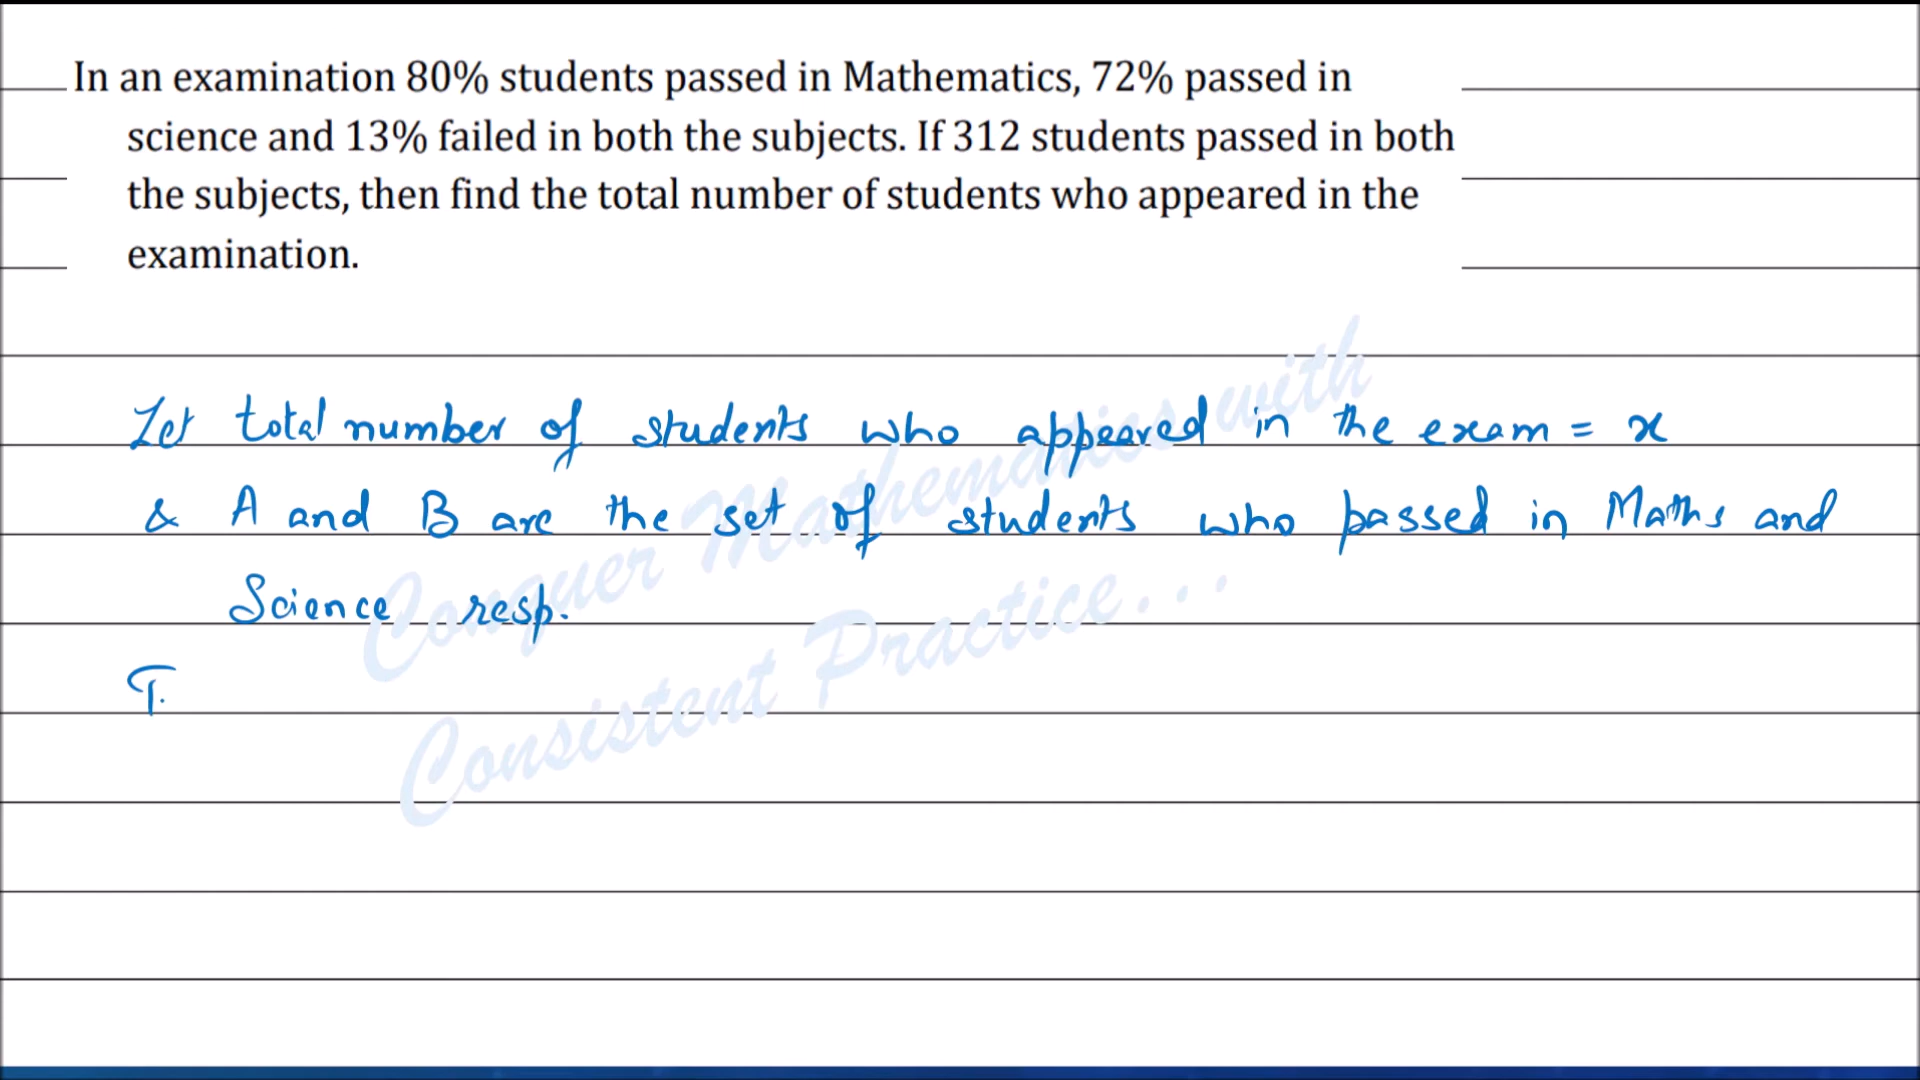 In an examination 80% students passed in Mathematics, 72% passed in
science and 13% failed in both the subjects. If 312 students passed in both
the subjects, then find the total number of students who appeared in the
examination.
Let total number of students who appeared in the exam = x
& A and B are the set of students who passed in Maths and
Science resp.
T.
Conquer Mathematics with
Consistent Practice...